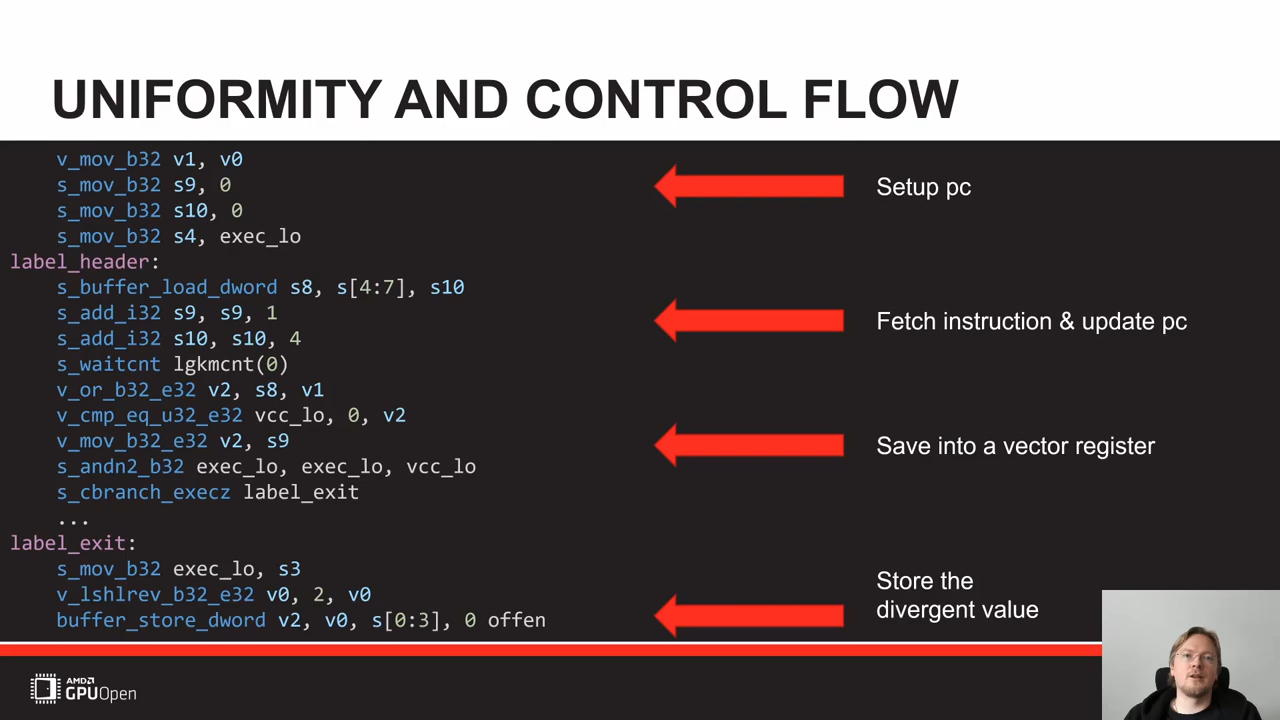 UNIFORMITY AND CONTROL FLOW
v_mov_b32 v1, v0
s_mov_b32 s9, 0
Setup pc
s_mov_b32 s10, 0
s_mov_b32 s4, exec_lo
label_header:
s_buffer_load_dword s8, s[4:7], s10
s_add_i32 s9, s9, 1
Fetch instruction & update pc
s_add_i32 s10, s10, 4
s_waitcnt lgkmcnt(0)
v_or_b32_e32 v2, s8, v1
v_cmp_eq_u32_e32 vcc_lo, 0, v2
v_mov_b32_e32 v2, s9
Save into a vector register
s_andn2_b32 exec_lo, exec_lo, vcc_lo
s_cbranch_execz label_exit
...
label_exit:
s_mov_b32 exec_lo, s3
v_lshlrev_b32_e32 v0, 2, v0
buffer_store_dword v2, v0, s[0:3], 0 offen
Store the
divergent value
AMD
GPUOpen